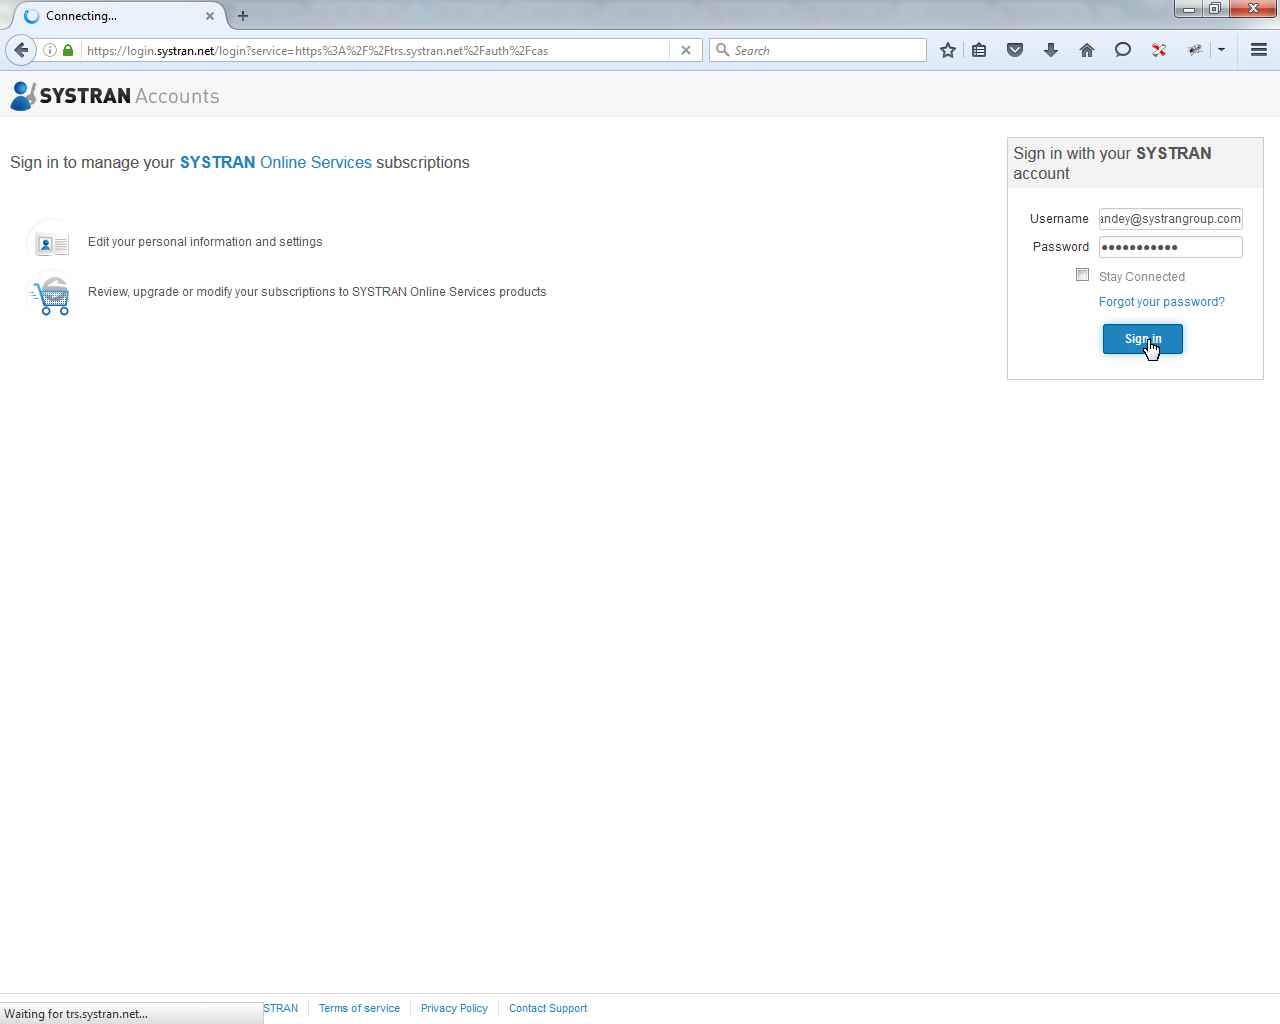 Connecting...
https://login.systran.net/login?service=https%3A%2F%2Ftrs.systran.net%2Fauth%2Fcas
Search
SYSTRAN Accounts
Sign in to manage your SYSTRAN Online Services subscriptions
Edit your personal information and settings
Review, upgrade or modify your subscriptions to SYSTRAN Online Services products
Sign in with your SYSTRAN
account
Username
andey@systrangroup.com
Password
Stay Connected
Forgot your password?
Sign in
STRAN
Terms of service
Privacy Policy
Contact Support
Waiting for trs.systran.net...